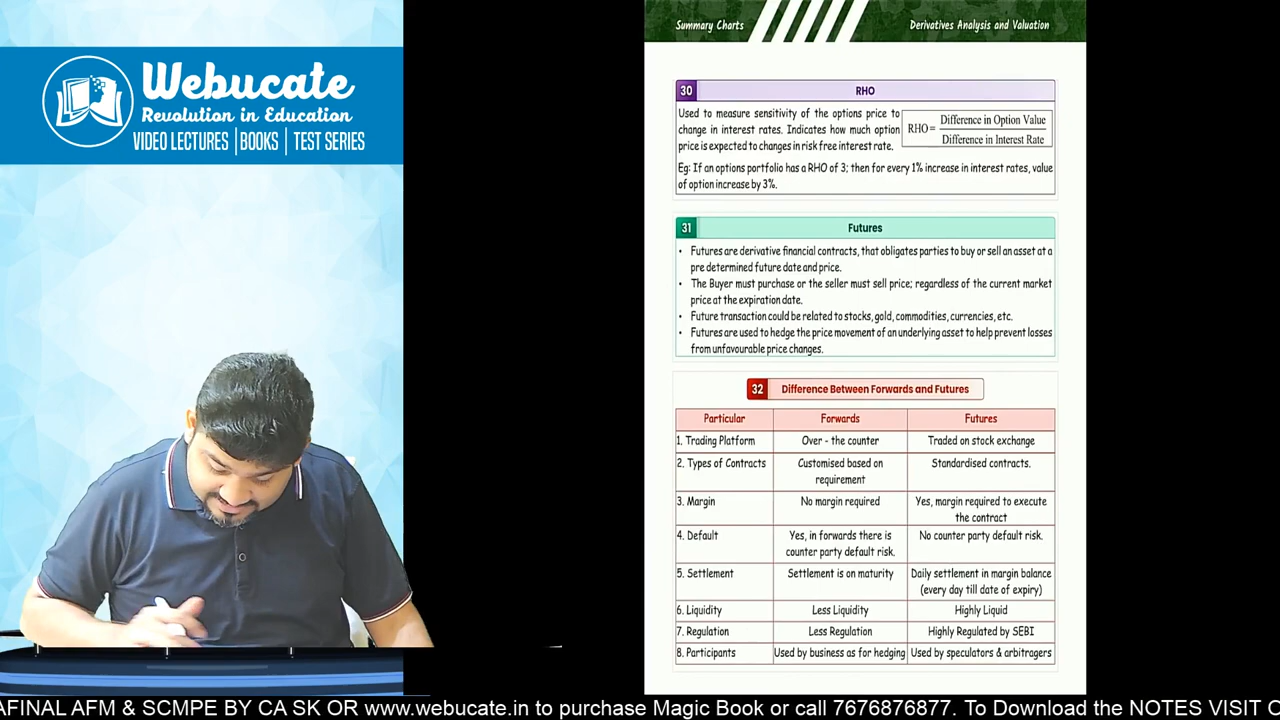 Webucate
Revolution in Education
VIDEO LECTURES | BOOKS | TEST SERIES
Summary Charts
Derivatives Analysis and Valuation
30 RHO
Used to measure sensitivity of the options price to
change in interest rates. Indicates how much option
price is expected to changes in risk free interest rate.
RHO = Difference in Option Value
Difference in Interest Rate
Eg: If an options portfolio has a RHO of 3; then for every 1% increase in interest rates, value
of option increase by 3%.
31 Futures
• Futures are derivative financial contracts, that obligates parties to buy or sell an asset at a
pre determined future date and price.
• The Buyer must purchase or the seller must sell price; regardless of the current market
price at the expiration date.
• Future transaction could be related to stocks, gold, commodities, currencies, etc.
• Futures are used to hedge the price movement of an underlying asset to help prevent losses
from unfavourable price changes.
32 Difference Between Forwards and Futures
Particular Forwards Futures
1. Trading Platform Over - the counter Traded on stock exchange
2. Types of Contracts Customised based on Standardised contracts.
requirement
3. Margin No margin required Yes, margin required to execute
the contract
4. Default Yes, in forwards there is No counter party default risk.
counter party default risk.
5. Settlement Settlement is on maturity Daily settlement in margin balance
(every day till date of expiry)
6. Liquidity Less Liquidity Highly Liquid
7. Regulation Less Regulation Highly Regulated by SEBI
8. Participants Used by business as for hedging Used by speculators & arbitragers
AFINAL AFM & SCMPE BY CA SK OR www.webucate.in to purchase Magic Book or call 7676876877. To Download the NOTES VISIT